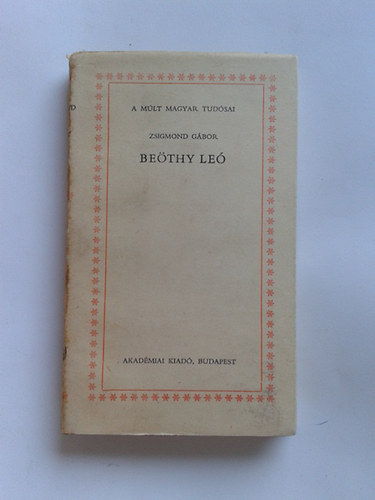 A MÚLT MAGYAR TUDÓSAI
ZSIGMOND GÁBOR
BEÖTHY LEÓ
AKADÉMIAI KIADÓ, BUDAPEST